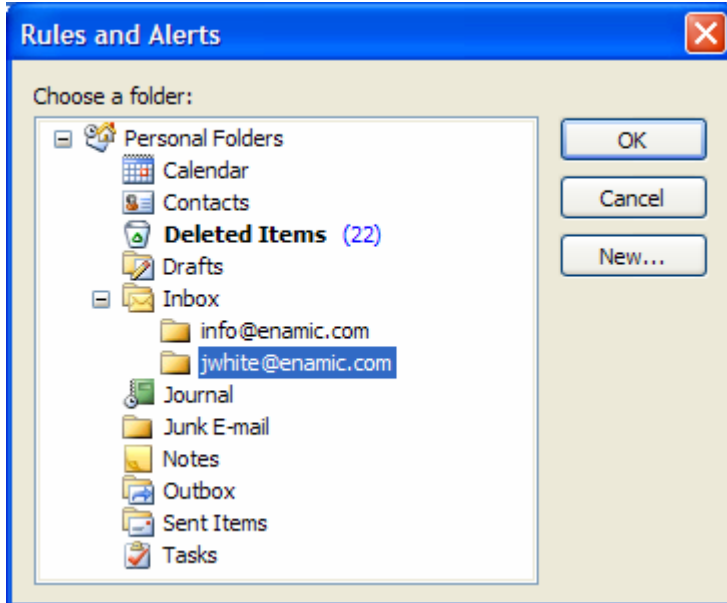 Rules and Alerts
Choose a folder:
Personal Folders
Calendar
Contacts
Deleted Items (22)
Drafts
Inbox
info@enamic.com
jwhite@enamic.com
Journal
Junk E-mail
Notes
Outbox
Sent Items
Tasks
OK
Cancel
New...